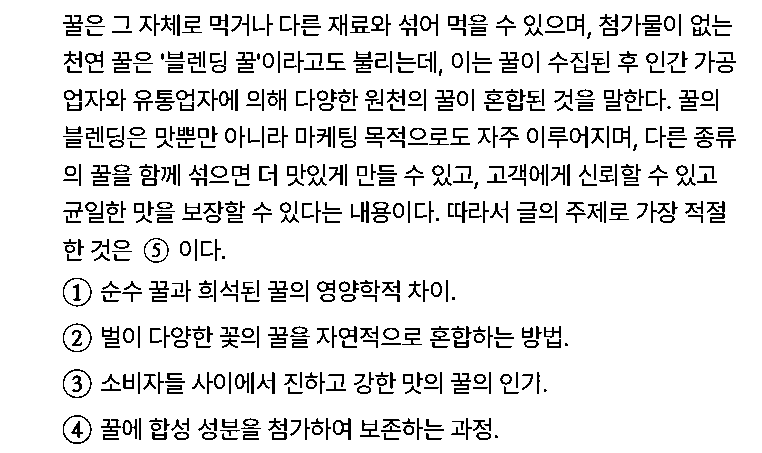 꿀은 그 자체로 먹거나 다른 재료와 섞어 먹을 수 있으며, 첨가물이 없는
천연 꿀은 '블렌딩 꿀'이라고도 불리는데, 이는 꿀이 수집된 후 인간 가공
업자와 유통업자에 의해 다양한 원천의 꿀이 혼합된 것을 말한다. 꿀의
블렌딩은 맛뿐만 아니라 마케팅 목적으로도 자주 이루어지며, 다른 종류
의 꿀을 함께 섞으면 더 맛있게 만들 수 있고, 고객에게 신뢰할 수 있고
균일한 맛을 보장할 수 있다는 내용이다. 따라서 글의 주제로 가장 적절
한 것은 ⑤ 이다.
① 순수 꿀과 희석된 꿀의 영양학적 차이.
② 벌이 다양한 꽃의 꿀을 자연적으로 혼합하는 방법.
③ 소비자들 사이에서 진하고 강한 맛의 꿀의 인기.
④ 꿀에 합성 성분을 첨가하여 보존하는 과정.